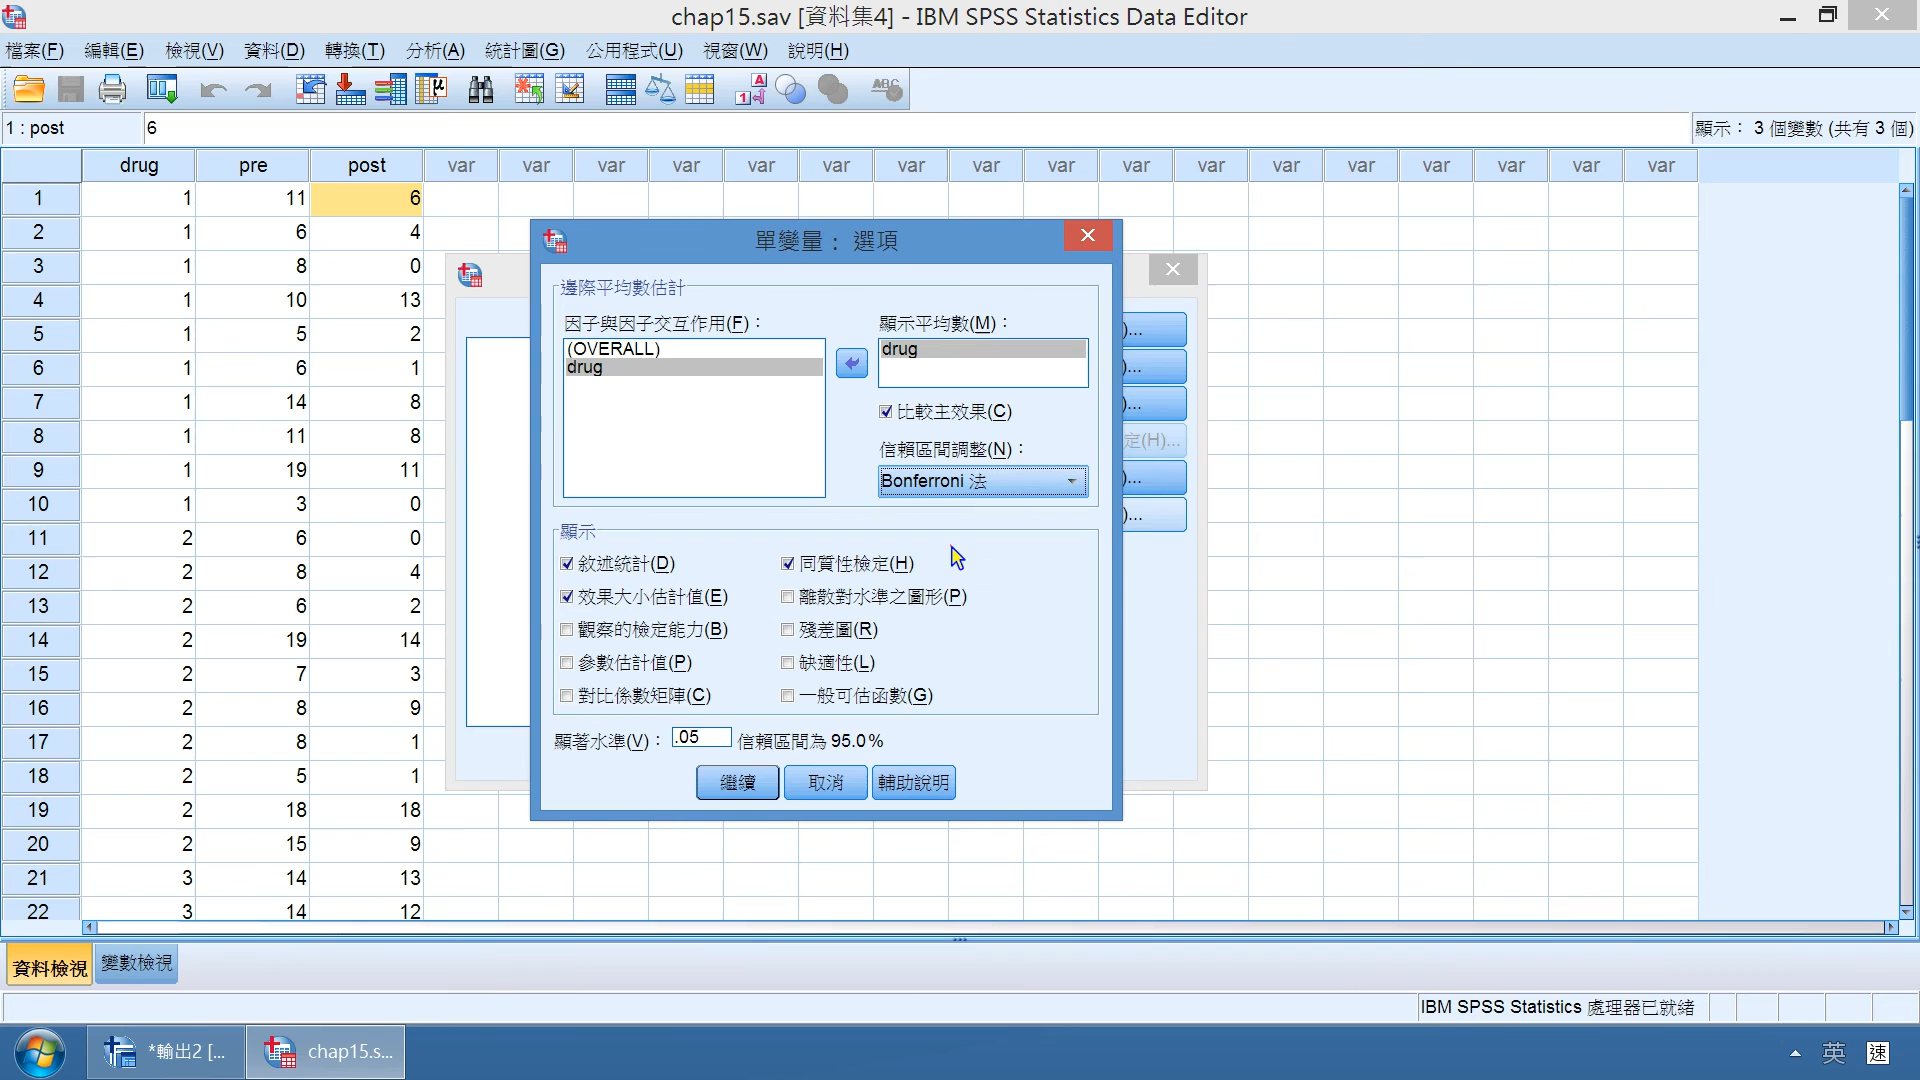 chap15.sav [資料集4] - IBM SPSS Statistics Data Editor
檔案(F) 編輯(E) 檢視(V) 資料(D) 轉換(T) 分析(A) 統計圖(G) 公用程式(U) 視窗(W) 說明(H)
1 : post 6 顯示： 3 個變數 (共有 3 個)
drug pre post var var var var var var var var var var var var var var var var var
1 1 11 6
2 1 6 4
3 1 8 0
4 1 10 13
5 1 5 2
6 1 6 1
7 1 14 8
8 1 11 8
9 1 19 11
10 1 3 0
11 2 6 0
12 2 8 4
13 2 6 2
14 2 19 14
15 2 7 3
16 2 8 9
17 2 8 1
18 2 5 1
19 2 18 18
20 2 15 9
21 3 14 13
22 3 14 12
單變量： 選項
邊際平均數估計
因子與因子交互作用(F)： 顯示平均數(M)：
(OVERALL) drug
drug
比較主效果(C)
信賴區間調整(N)：
Bonferroni 法
)...
)...
)...
定(H)...
)...
)...
顯示
敘述統計(D) 同質性檢定(H)
效果大小估計值(E) 離散對水準之圖形(P)
觀察的檢定能力(B) 殘差圖(R)
參數估計值(P) 缺適性(L)
對比係數矩陣(C) 一般可估函數(G)
顯著水準(V)： .05 信賴區間為 95.0%
繼續 取消 輔助說明
資料檢視 變數檢視
IBM SPSS Statistics 處理器已就緒
*輸出2 [... chap15.s... 英 速